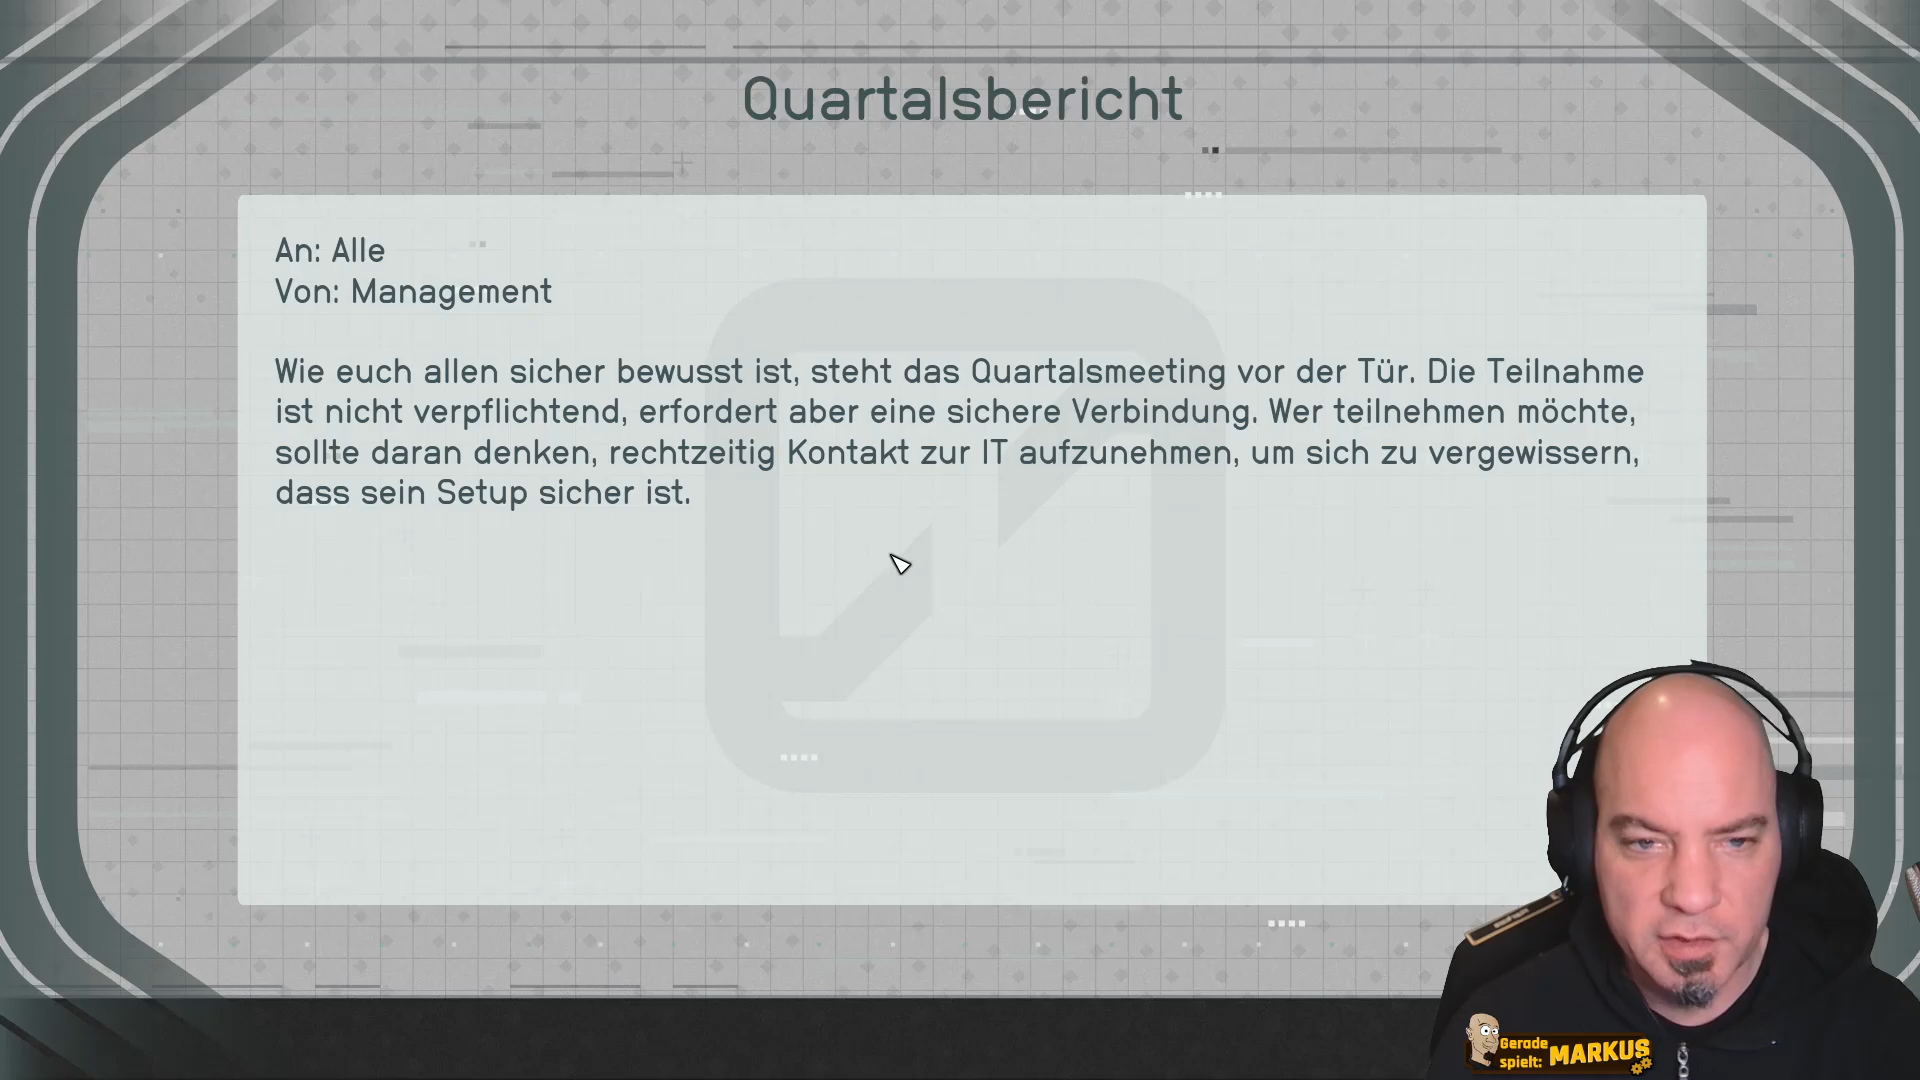 Quartalsbericht
An: Alle
Von: Management
Wie euch allen sicher bewusst ist, steht das Quartalsmeeting vor der Tür. Die Teilnahme
ist nicht verpflichtend, erfordert aber eine sichere Verbindung. Wer teilnehmen möchte,
sollte daran denken, rechtzeitig Kontakt zur IT aufzunehmen, um sich zu vergewissern,
dass sein Setup sicher ist.
Gerade
spielt: MARKUS